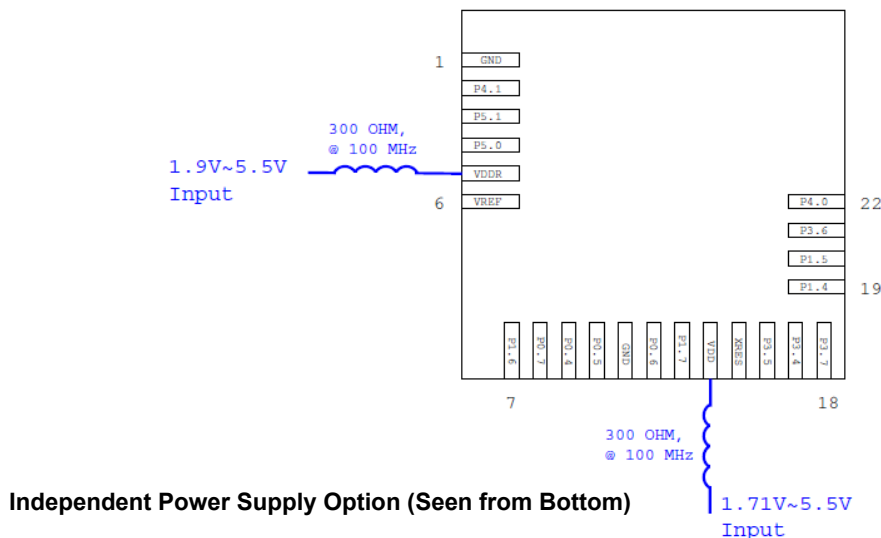 1
GND
P4.1
P5.1
300 OHM,
@ 100 MHz
P5.0
1.9V~5.5V
Input
VDDR
6
VREF
P4.0
22
P3.6
P1.5
P1.4
19
P1.6
P0.7
P0.4
P0.5
GND
P0.6
P1.7
VDD
XRES
P3.5
P3.4
P3.7
7
18
300 OHM,
@ 100 MHz
Independent Power Supply Option (Seen from Bottom)
1.71V~5.5V
Input